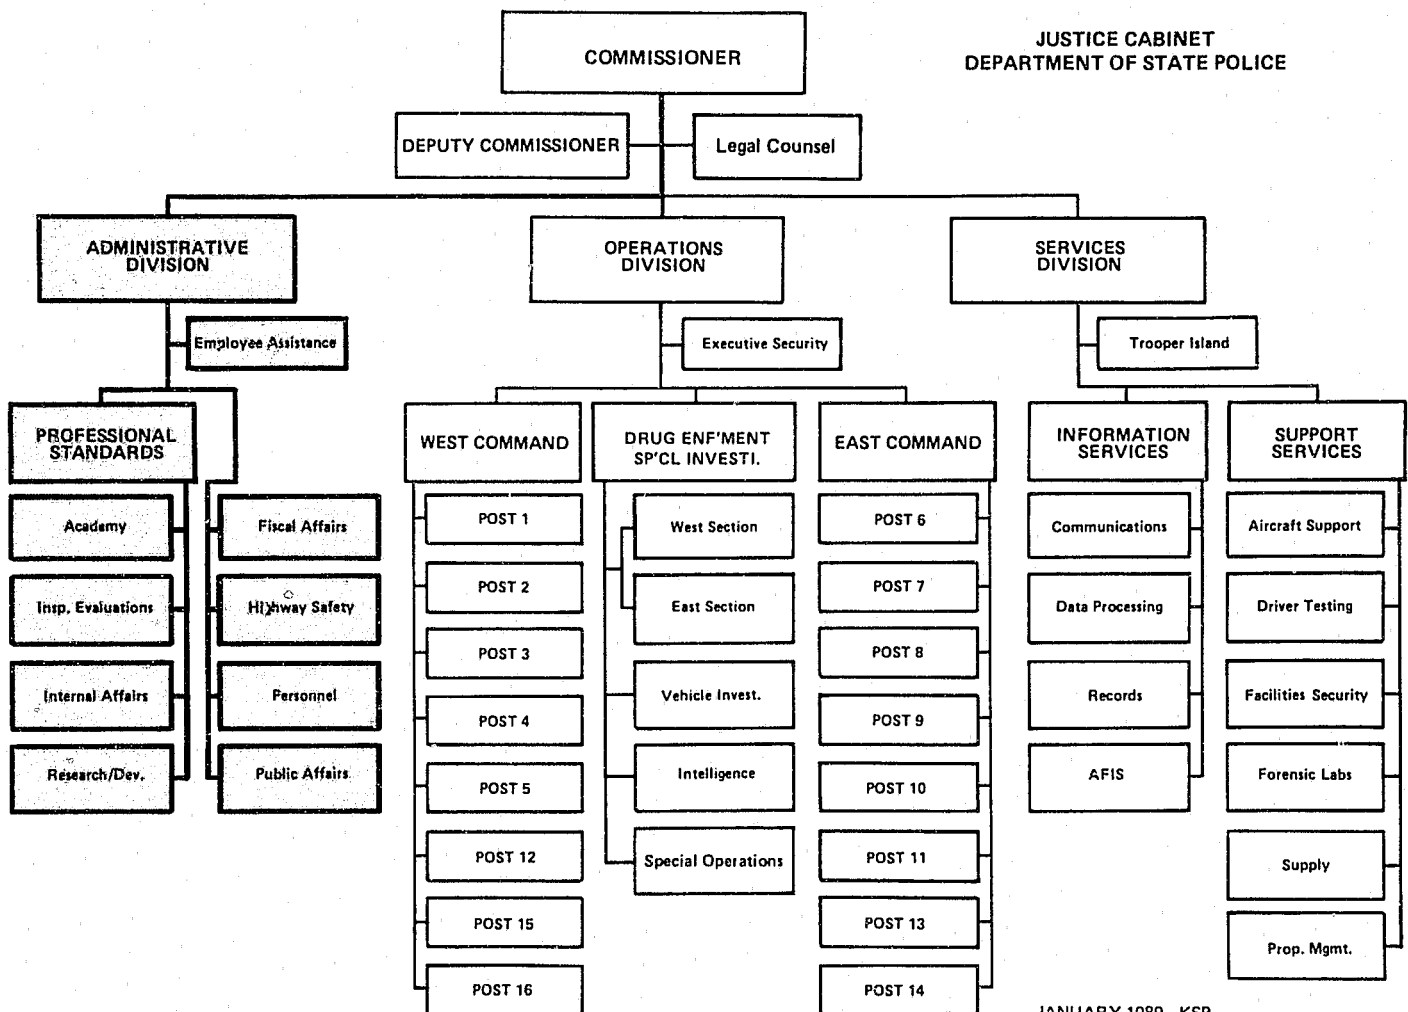 COMMISSIONER
JUSTICE CABINET
DEPARTMENT OF STATE POLICE
DEPUTY COMMISSIONER
Legal Counsel
ADMINISTRATIVE
DIVISION
OPERATIONS
DIVISION
SERVICES
DIVISION
Employee Assistance
Executive Security
Trooper Island
PROFESSIONAL
STANDARDS
WEST COMMAND
DRUG ENF'MENT
SP'CL INVESTI.
EAST COMMAND
INFORMATION
SERVICES
SUPPORT
SERVICES
Academy
Insp. Evaluations
Internal Affairs
Research/Dev.
Fiscal Affairs
Highway Safety
Personnel
Public Affairs
POST 1
POST 2
POST 3
POST 4
POST 5
POST 12
POST 15
POST 16
West Section
East Section
Vehicle Invest.
Intelligence
Special Operations
POST 6
POST 7
POST 8
POST 9
POST 10
POST 11
POST 13
POST 14
Communications
Data Processing
Records
AFIS
Aircraft Support
Driver Testing
Facilities Security
Forensic Labs
Supply
Prop. Mgmt.
JANUARY 1989 KSP